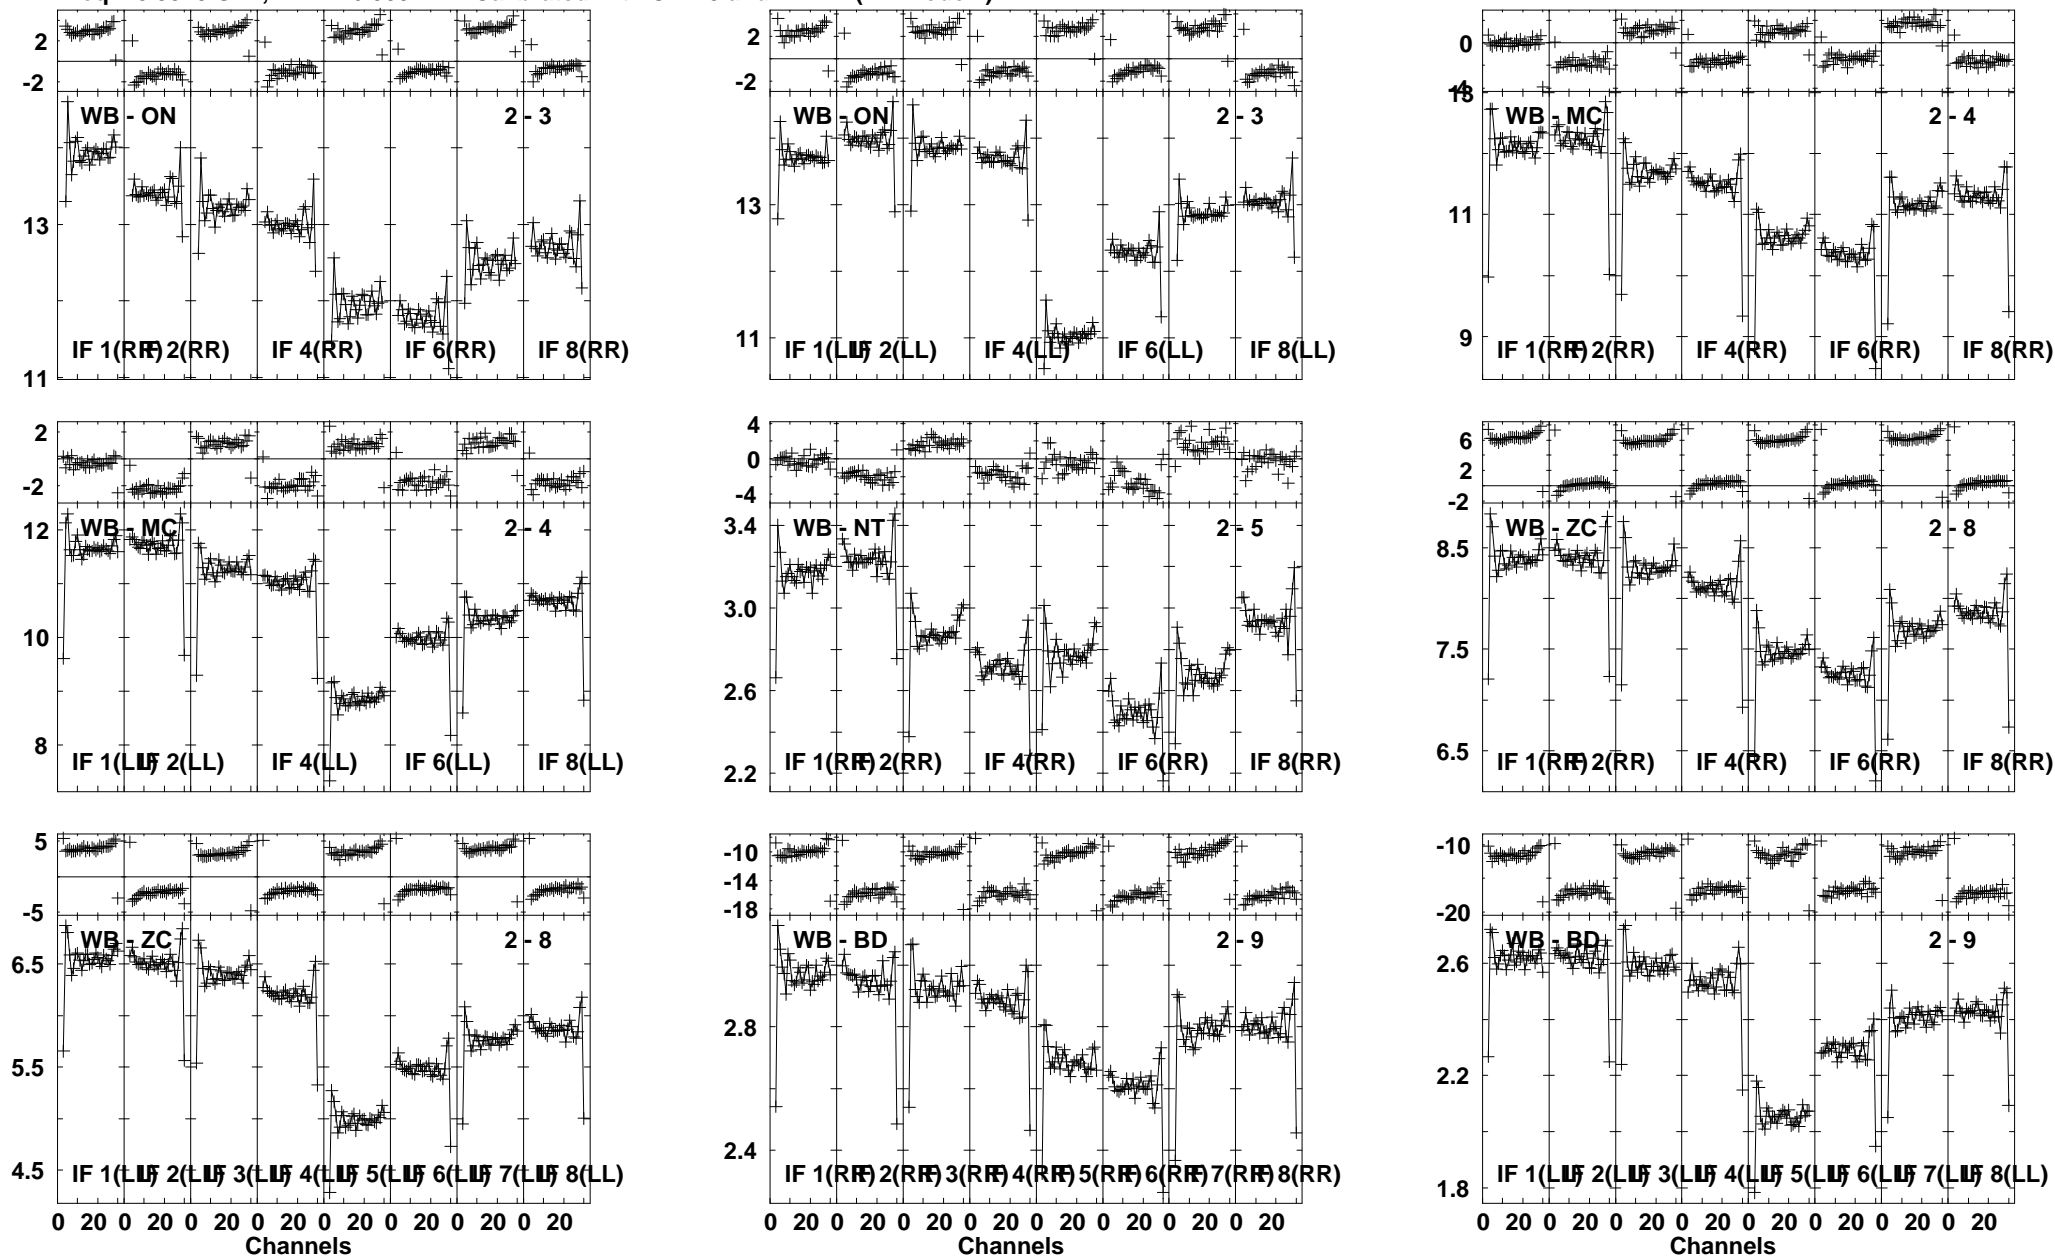 2
-2
WB - ON 2 - 3
13
IF 1(RR) IF 2(RR) IF 4(RR) IF 6(RR) IF 8(RR)
11
2
-2
WB - ON 2 - 3
13
11
IF 1(LL) IF 2(LL) IF 4(LL) IF 6(LL) IF 8(LL)
0
-4
13
WB - MC 2 - 4
11
9
IF 1(RR) IF 2(RR) IF 4(RR) IF 6(RR) IF 8(RR)
2
-2
12
WB - MC 2 - 4
10
8
IF 1(LL) IF 2(LL) IF 4(LL) IF 6(LL) IF 8(LL)
4
0
-4
3.4
WB - NT 2 - 5
3.0
2.6
IF 1(RR) IF 2(RR) IF 4(RR) IF 6(RR) IF 8(RR)
2.2
6
2
-2
WB - ZC 2 - 8
8.5
7.5
6.5
IF 1(RR) IF 2(RR) IF 4(RR) IF 6(RR) IF 8(RR)
5
-5
WB - ZC 2 - 8
6.5
5.5
4.5
IF 1(LL) IF 2(LL) IF 3(LL) IF 4(LL) IF 5(LL) IF 6(LL) IF 7(LL) IF 8(LL)
0 20 0 20 0 20 0 20 0 20 0 20 0 20 0 20
Channels
-10
-14
-18
WB - BD 2 - 9
2.8
2.4
IF 1(RR) IF 2(RR) IF 3(RR) IF 4(RR) IF 5(RR) IF 6(RR) IF 7(RR) IF 8(RR)
0 20 0 20 0 20 0 20 0 20 0 20 0 20 0 20
Channels
-10
-20
WB - BD 2 - 9
2.6
2.2
1.8
IF 1(LL) IF 2(LL) IF 3(LL) IF 4(LL) IF 5(LL) IF 6(LL) IF 7(LL) IF 8(LL)
0 20 0 20 0 20 0 20 0 20 0 20 0 20 0 20
Channels